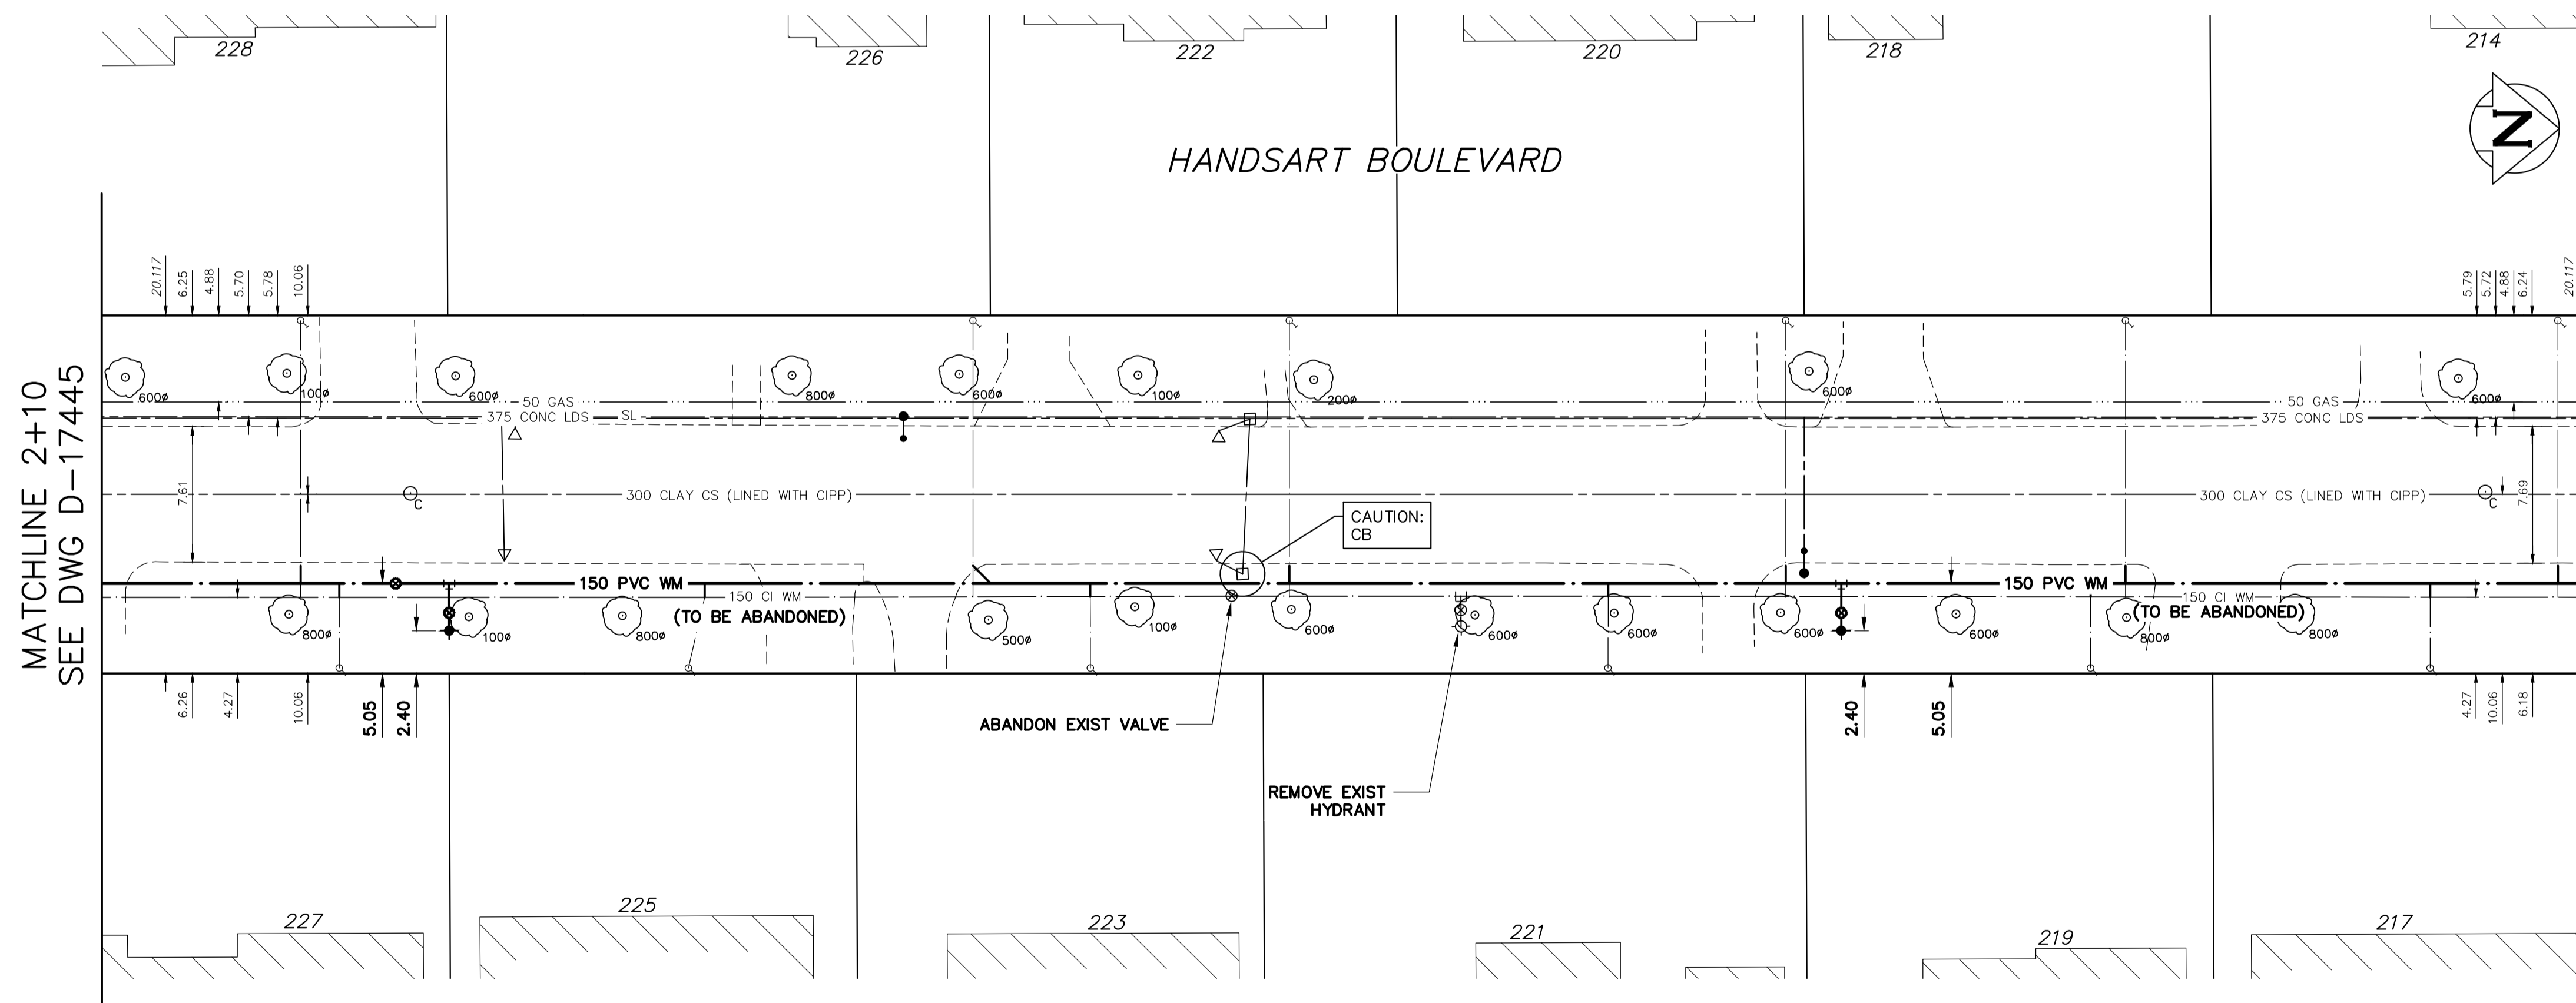 228
226
222
220
218
214
N
HANDSART BOULEVARD
20.117
6.25
4.88
5.70
5.78
10.06
5.79
5.72
4.88
6.24
20.117
MATCHLINE 2+10
SEE DWG D-17445
600ø
100ø
600ø
800ø
600ø
100ø
200ø
600ø
600ø
50 GAS
50 GAS
375 CONC LDS
SL
375 CONC LDS
7.61
C
300 CLAY CS (LINED WITH CIPP)
300 CLAY CS (LINED WITH CIPP)
C
7.69
CAUTION:
CB
150 PVC WM
150 PVC WM
150 CI WM
150 CI WM
(TO BE ABANDONED)
(TO BE ABANDONED)
800ø
100ø
800ø
500ø
100ø
600ø
600ø
600ø
600ø
600ø
800ø
800ø
6.26
4.27
10.06
5.05
2.40
2.40
5.05
4.27
10.06
6.18
ABANDON EXIST VALVE
REMOVE EXIST
HYDRANT
227
225
223
221
219
217